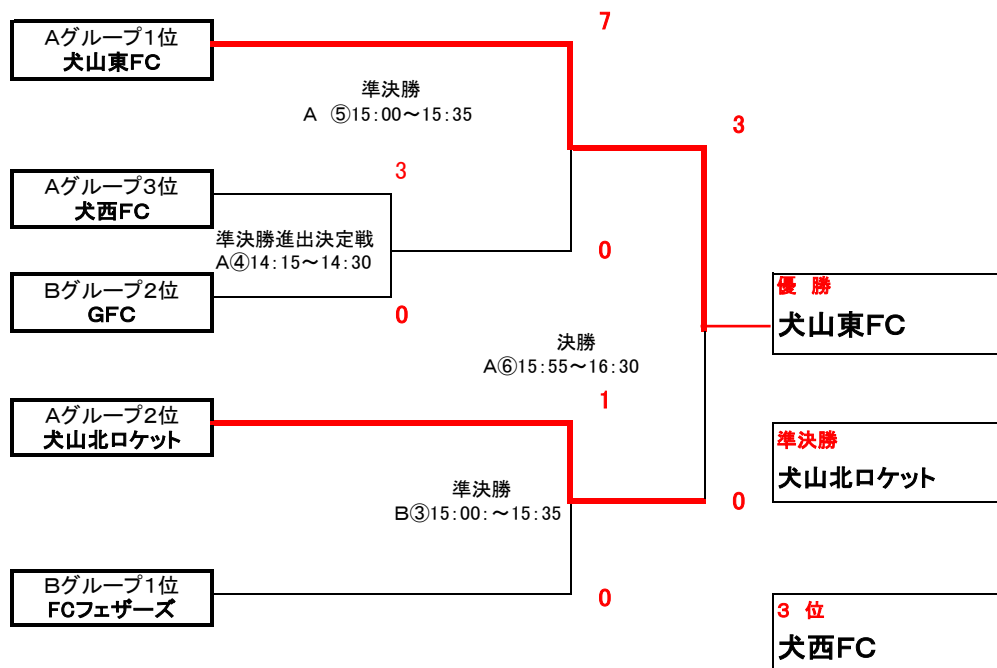 7
Aグループ1位
犬山東FC
準決勝
A ⑤15:00～15:35
3
Aグループ3位
犬西FC
3
準決勝進出決定戦
A④14:15～14:30
0
Bグループ2位
GFC
0
優 勝
犬山東FC
決勝
A⑥15:55～16:30
1
Aグループ2位
犬山北ロケット
準決勝
犬山北ロケット
準決勝
B③15:00:～15:35
0
Bグループ1位
FCフェザーズ
0
3 位
犬西FC